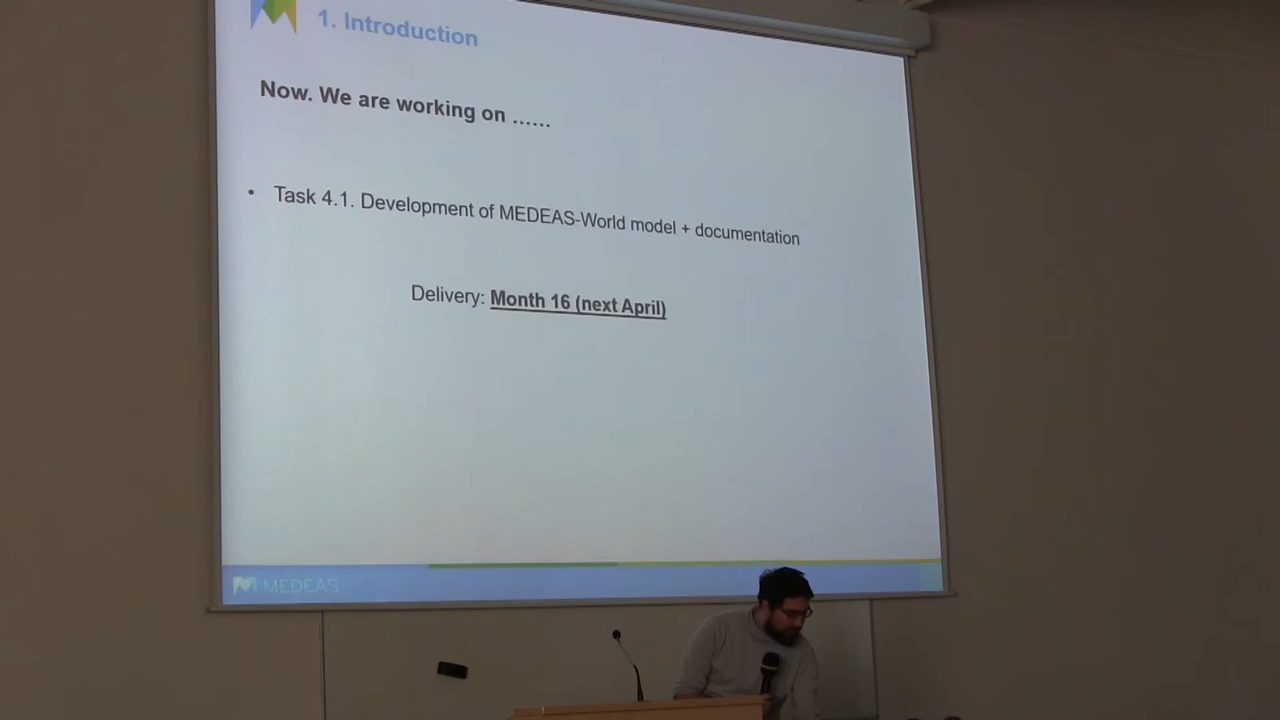 1. Introduction
Now. We are working on ......
• Task 4.1. Development of MEDEAS-World model + documentation
Delivery: Month 16 (next April)
MEDEAS